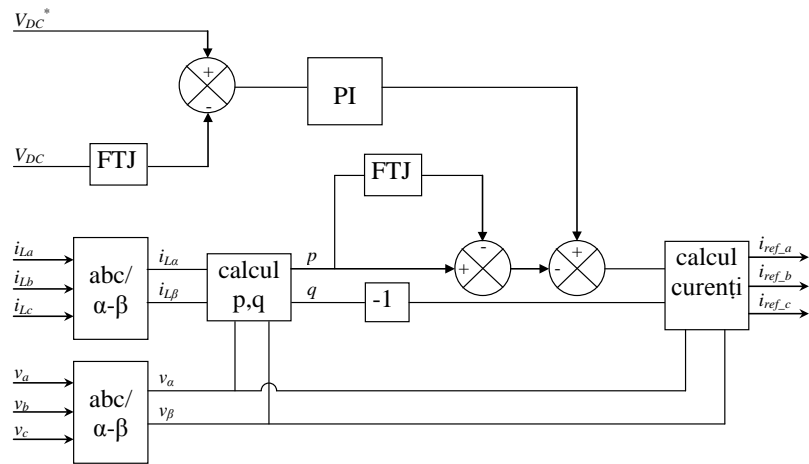 V_DC*
+
-
PI
V_DC
FTJ
FTJ
-
+
+
-
i_La
i_Lb
i_Lc
abc/
α-β
i_Lα
i_Lβ
calcul
p,q
p
q
-1
calcul
curenți
i_ref_a
i_ref_b
i_ref_c
v_a
v_b
v_c
abc/
α-β
v_α
v_β